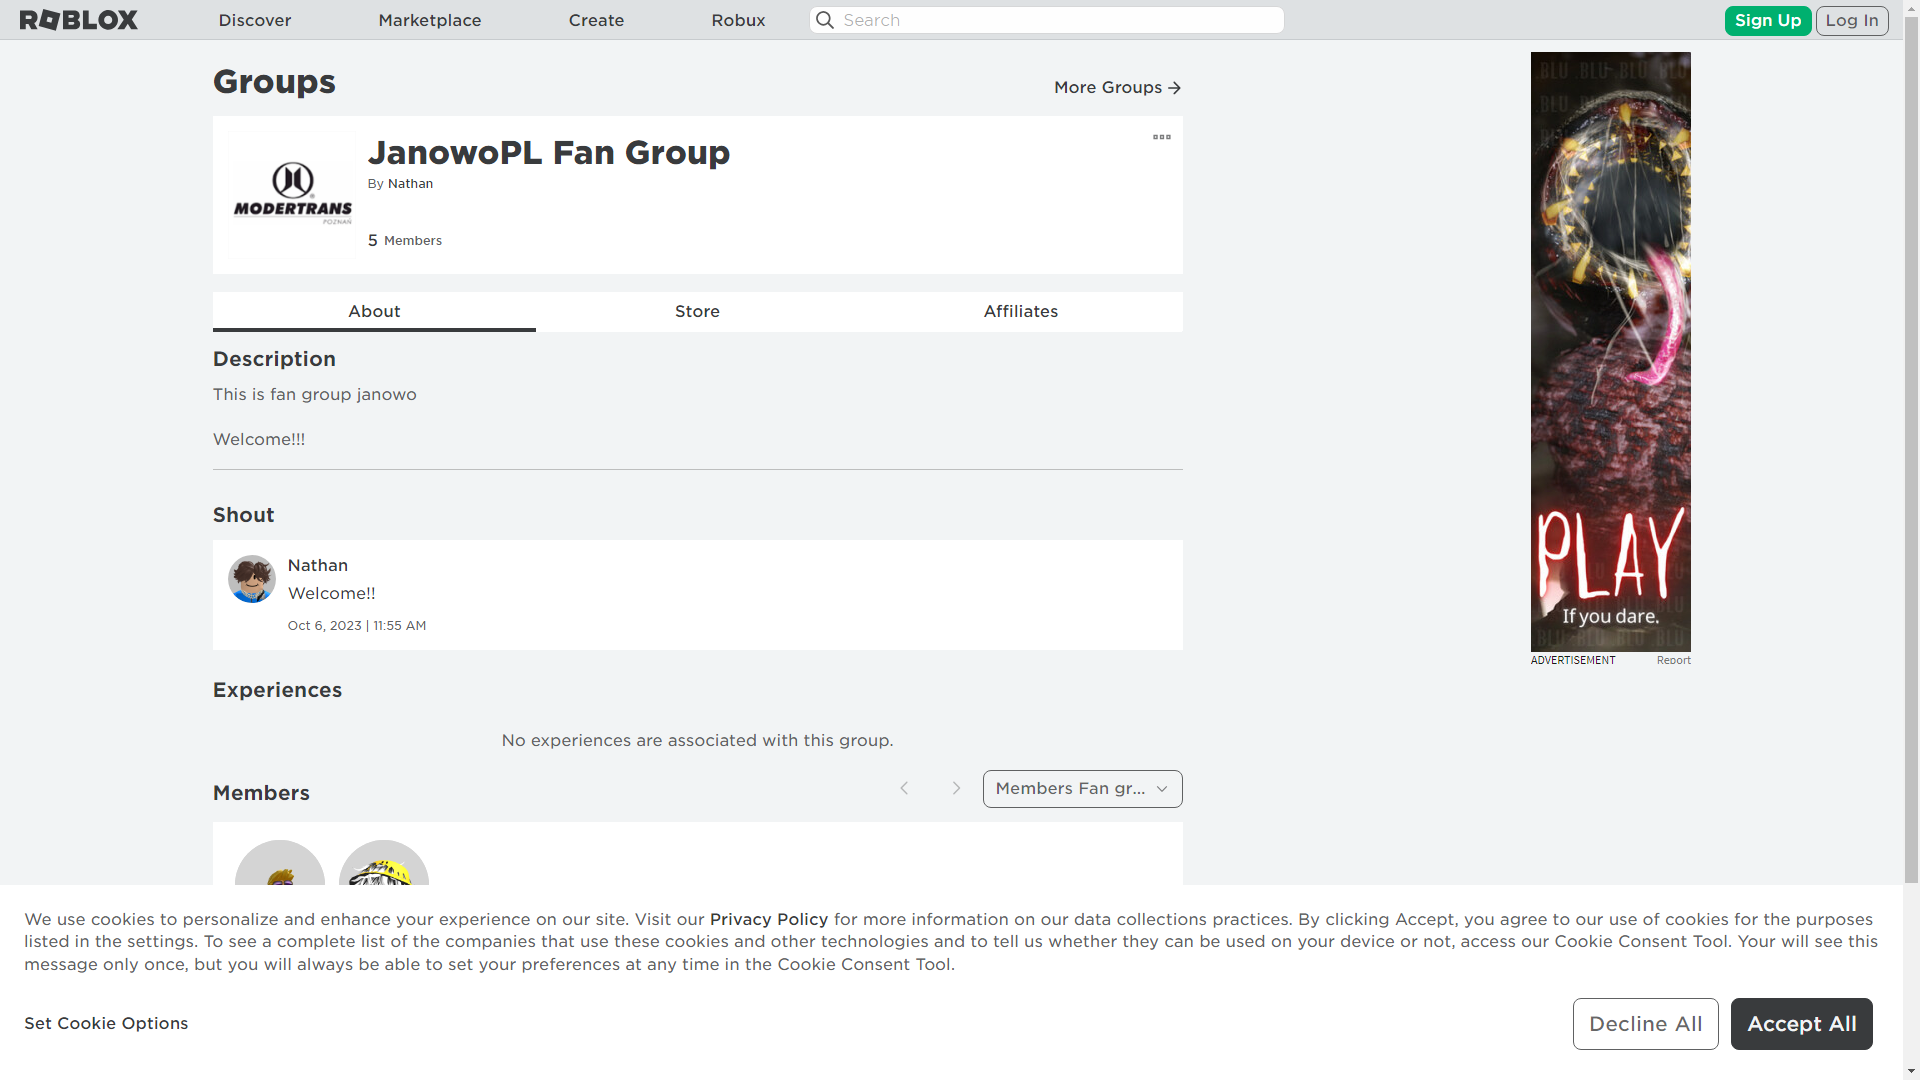 ROBLOX
Discover
Marketplace
Create
Robux
Search
Sign Up
Log In
Groups
More Groups
JanowoPL Fan Group
By Nathan
MODERTRANS
POZNAŃ
5 Members
About
Store
Affiliates
Description
This is fan group janowo
Welcome!!!
Shout
Nathan
Welcome!!
Oct 6, 2023 | 11:55 AM
Experiences
No experiences are associated with this group.
Members
Members Fan gr...
PLAY
If you dare.
ADVERTISEMENT
Report
We use cookies to personalize and enhance your experience on our site. Visit our Privacy Policy for more information on our data collections practices. By clicking Accept, you agree to our use of cookies for the purposes
listed in the settings. To see a complete list of the companies that use these cookies and other technologies and to tell us whether they can be used on your device or not, access our Cookie Consent Tool. Your will see this
message only once, but you will always be able to set your preferences at any time in the Cookie Consent Tool.
Set Cookie Options
Decline All
Accept All